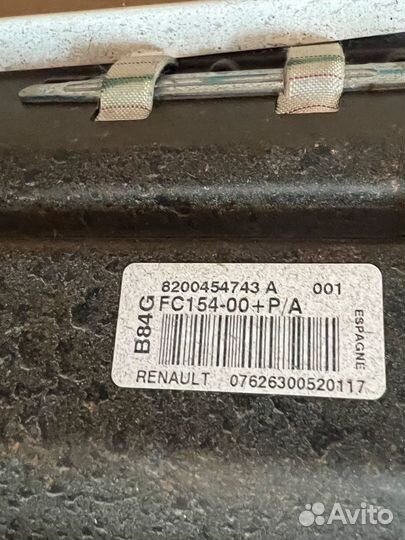 8200454743 A 001
FC154-00+P/A
B84G
ESPAGNE
RENAULT 07626300520117
Avito